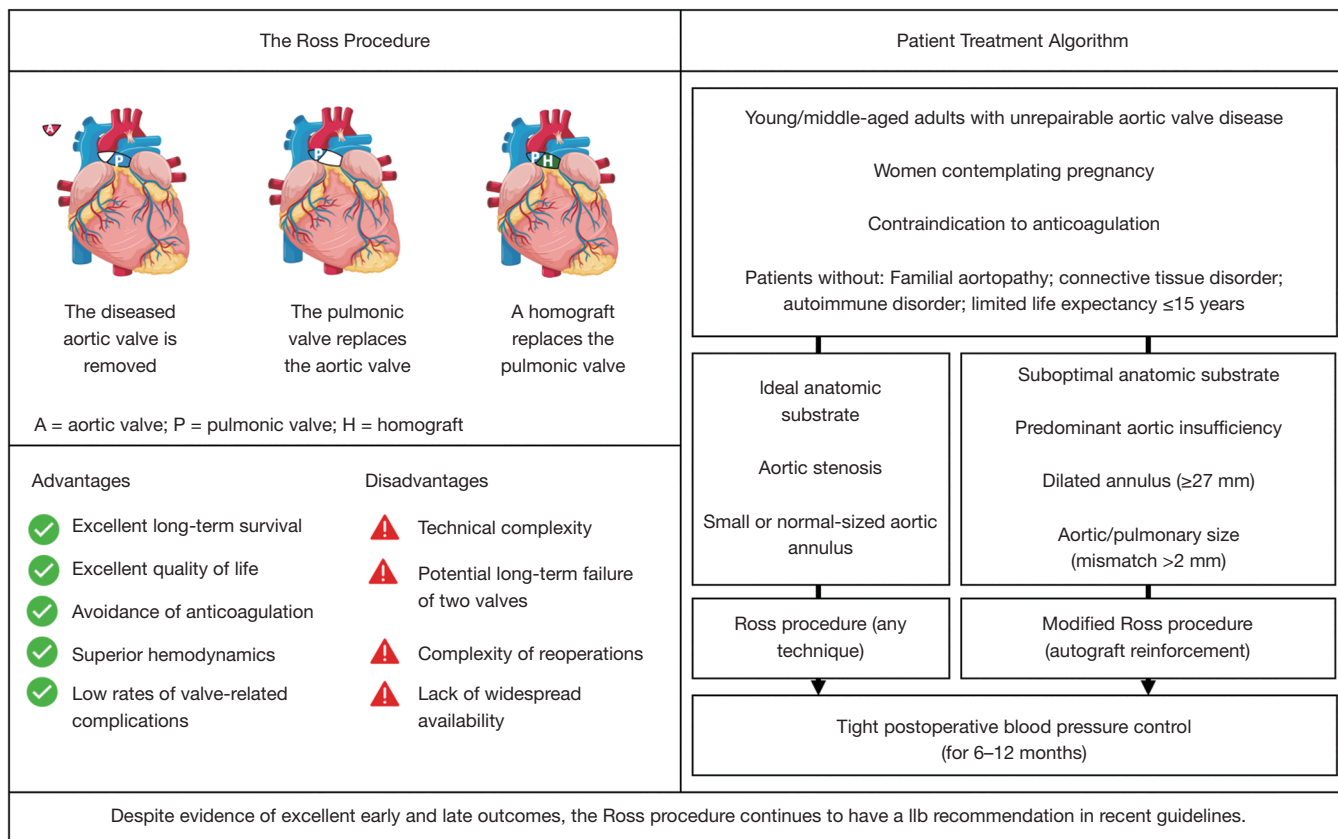 The Ross Procedure
A
P
P
P
H
The diseased
aortic valve is
removed
The pulmonic
valve replaces
the aortic valve
A homograft
replaces the
pulmonic valve
A = aortic valve; P = pulmonic valve; H = homograft
Advantages
Excellent long-term survival
Excellent quality of life
Avoidance of anticoagulation
Superior hemodynamics
Low rates of valve-related
complications
Disadvantages
Technical complexity
Potential long-term failure
of two valves
Complexity of reoperations
Lack of widespread
availability
Patient Treatment Algorithm
Young/middle-aged adults with unrepairable aortic valve disease
Women contemplating pregnancy
Contraindication to anticoagulation
Patients without: Familial aortopathy; connective tissue disorder;
autoimmune disorder; limited life expectancy ≤15 years
Ideal anatomic
substrate
Aortic stenosis
Small or normal-sized aortic
annulus
Suboptimal anatomic substrate
Predominant aortic insufficiency
Dilated annulus (≥27 mm)
Aortic/pulmonary size
(mismatch >2 mm)
Ross procedure (any
technique)
Modified Ross procedure
(autograft reinforcement)
Tight postoperative blood pressure control
(for 6–12 months)
Despite evidence of excellent early and late outcomes, the Ross procedure continues to have a llb recommendation in recent guidelines.